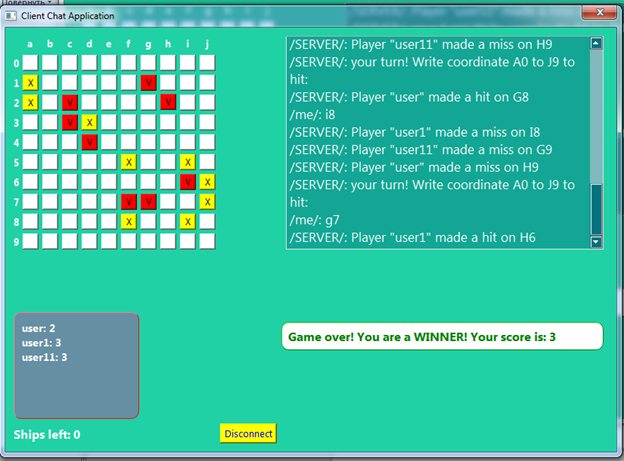 Повернуть
Client Chat Application
a b c d e f g h i j
0
1 X V
2 X V V
3 V X
4 V
5 X X
6 V X
7 V V X
8 X X
9
/SERVER/: Player "user11" made a miss on H9
/SERVER/: your turn! Write coordinate A0 to J9 to
hit:
/SERVER/: Player "user" made a hit on G8
/me/: i8
/SERVER/: Player "user1" made a miss on I8
/SERVER/: Player "user11" made a miss on G9
/SERVER/: Player "user" made a miss on H9
/SERVER/: your turn! Write coordinate A0 to J9 to
hit:
/me/: g7
/SERVER/: Player "user1" made a hit on H6
user: 2
user1: 3
user11: 3
Game over! You are a WINNER! Your score is: 3
Ships left: 0
Disconnect